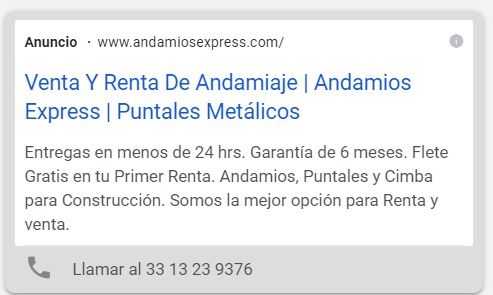 Anuncio · www.andamiosexpress.com/
Venta Y Renta De Andamiaje | Andamios
Express | Puntales Metálicos
Entregas en menos de 24 hrs. Garantía de 6 meses. Flete
Gratis en tu Primer Renta. Andamios, Puntales y Cimba
para Construcción. Somos la mejor opción para Renta y
venta.
Llamar al 33 13 23 9376